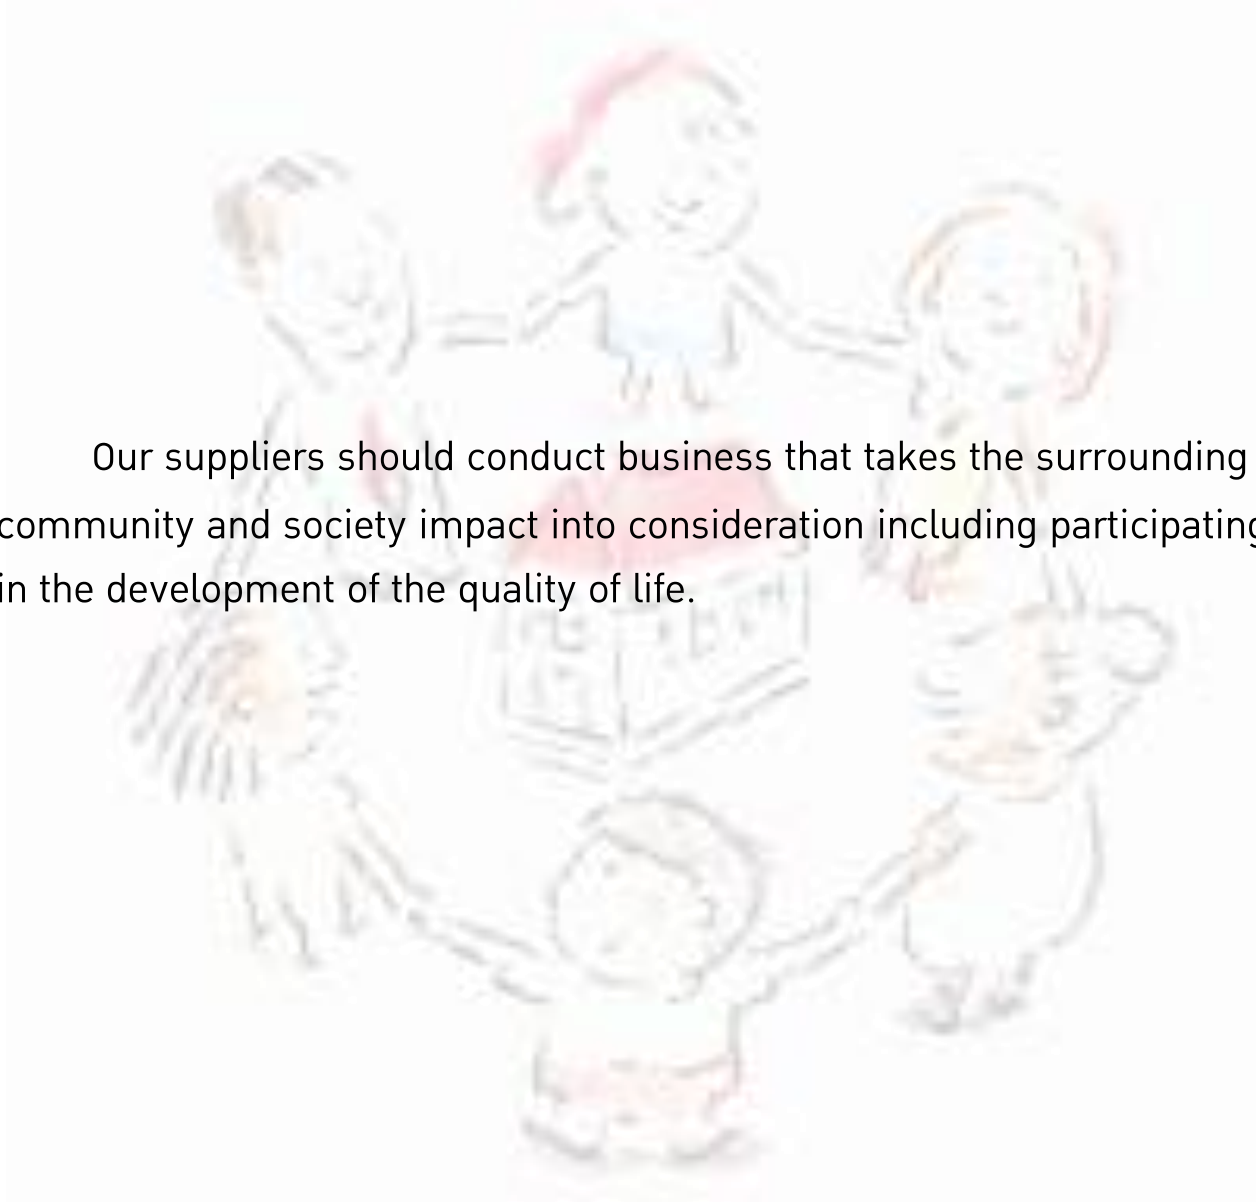 Our suppliers should conduct business that takes the surrounding
community and society impact into consideration including participating
in the development of the quality of life.